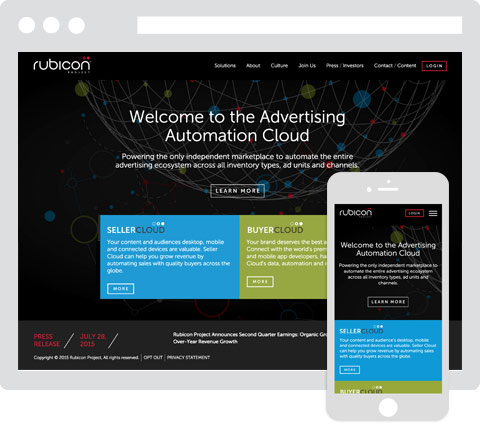 rubicon
PROJECT
Solutions About Culture Join Us Press / Investors Contact / Content LOGIN
Welcome to the Advertising
Automation Cloud
Powering the only independent marketplace to automate the entire
advertising ecosystem across all inventory types, ad units and channels.
LEARN MORE
SELLERCLOUD
Your content and audiences desktop, mobile
and connected devices are valuable. Seller
Cloud can help you grow revenue by
automating sales with quality buyers across the
globe.
MORE
BUYERCLOUD
Your brand deserves the best a
Connect with the world's prem
and mobile app developers, ha
Cloud's data, automation and i
MORE
PRESS
RELEASE
JULY 28,
2015
Rubicon Project Announces Second Quarter Earnings: Organic Gro
Over-Year Revenue Growth
Copyright © 2015 Rubicon Project, All rights reserved. | OPT OUT | PRIVACY STATEMENT
rubicon
PROJECT
LOGIN
Welcome to the Advertising
Automation Cloud
Powering the only independent marketplace to
automate the entire advertising ecosystem
across all inventory types, ad units and
channels.
LEARN MORE
SELLERCLOUD
Your content and audiences desktop, mobile
and connected devices are valuable. Seller Cloud
can help you grow revenue by automating sales
with quality buyers across the globe.
MORE
BUYERCLOUD